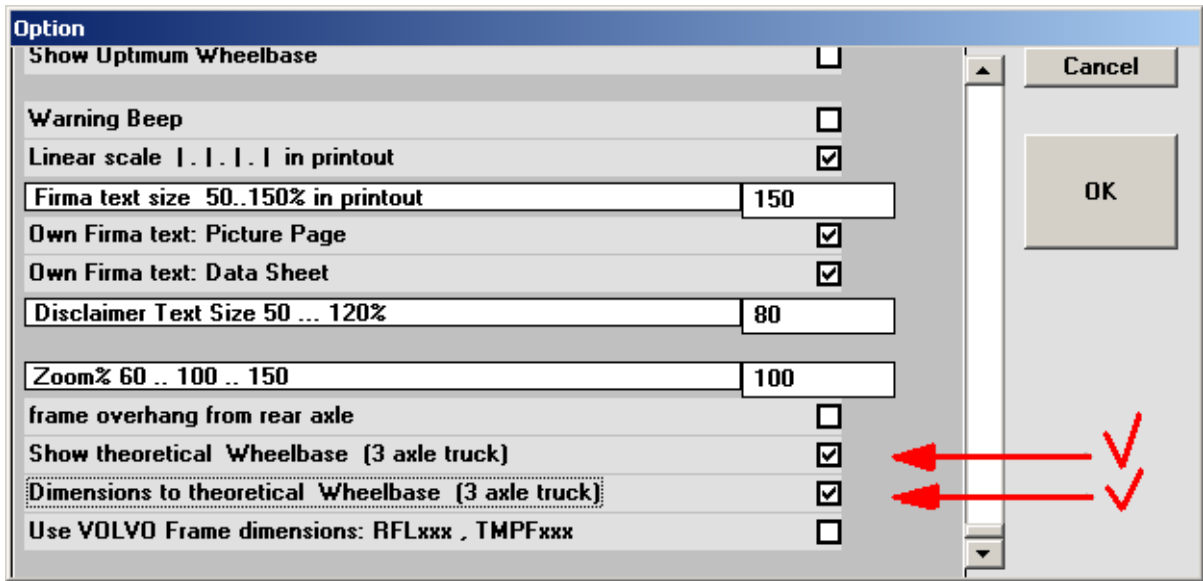 Option
Show Optimum Wheelbase
Cancel
Warning Beep
Linear scale | . | . | . | in printout
Firma text size 50..150% in printout 150
OK
Own Firma text: Picture Page
Own Firma text: Data Sheet
Disclaimer Text Size 50 ... 120% 80
Zoom% 60 .. 100 .. 150 100
frame overhang from rear axle
Show theoretical Wheelbase (3 axle truck)
Dimensions to theoretical Wheelbase (3 axle truck)
Use VOLVO Frame dimensions: RFLxxx , TMPFxxx